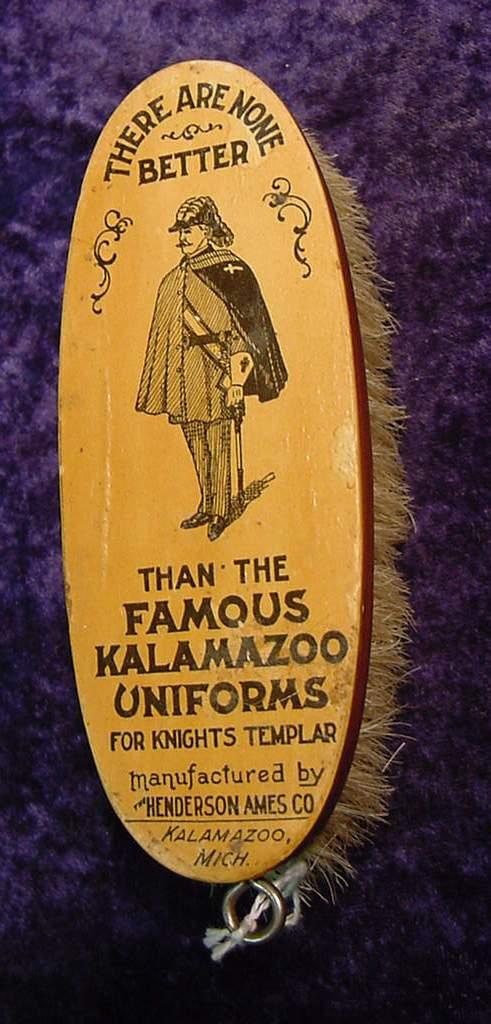 THERE ARE NONE
BETTER
THAN THE
FAMOUS
KALAMAZOO
UNIFORMS
FOR KNIGHTS TEMPLAR
manufactured by
THE HENDERSON AMES CO
KALAMAZOO,
MICH.